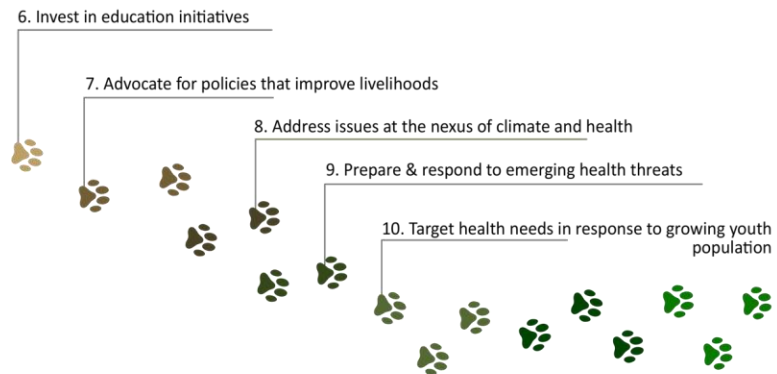 6. Invest in education initiatives
7. Advocate for policies that improve livelihoods
8. Address issues at the nexus of climate and health
9. Prepare & respond to emerging health threats
10. Target health needs in response to growing youth
population